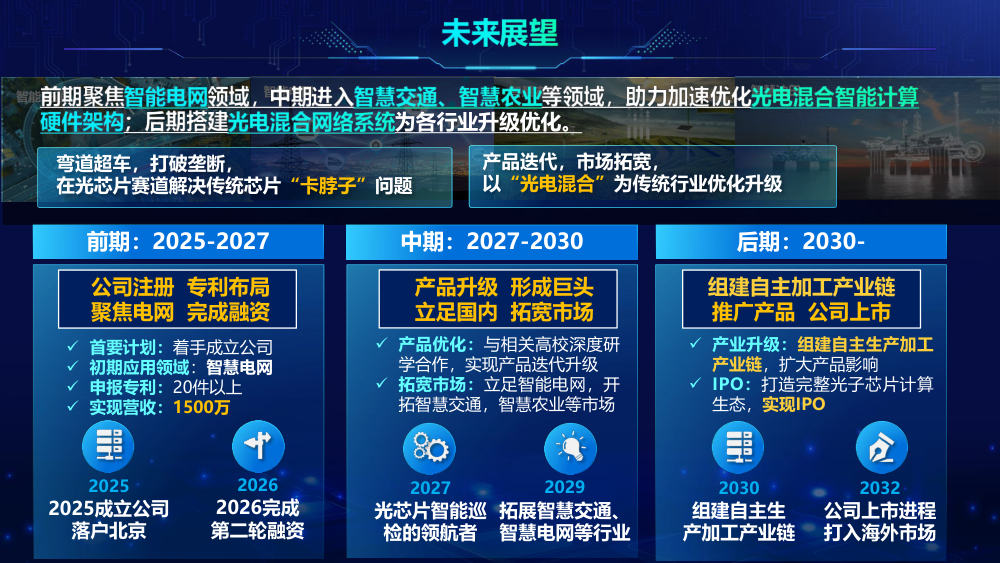 未来展望
前期聚焦智能电网领域，中期进入智慧交通、智慧农业等领域，助力加速优化光电混合智能计算
硬件架构；后期搭建光电混合网络系统为各行业升级优化。
弯道超车，打破垄断，
在光芯片赛道解决传统芯片“卡脖子”问题
产品迭代，市场拓宽，
以“光电混合”为传统行业优化升级
前期：2025-2027
公司注册 专利布局
聚焦电网 完成融资
✓ 首要计划：着手成立公司
✓ 初期应用领域：智慧电网
✓ 申报专利：20件以上
✓ 实现营收：1500万
2025
2025成立公司
落户北京
2026
2026完成
第二轮融资
中期：2027-2030
产品升级 形成巨头
立足国内 拓宽市场
✓ 产品优化：与相关高校深度研
学合作，实现产品迭代升级
✓ 拓宽市场：立足智能电网，开
拓智慧交通，智慧农业等市场
2027
光芯片智能巡
检的领航者
2029
拓展智慧交通、
智慧电网等行业
后期：2030-
组建自主加工产业链
推广产品 公司上市
✓ 产业升级：组建自主生产加工
产业链，扩大产品影响
✓ IPO：打造完整光子芯片计算
生态，实现IPO
2030
组建自主生
产加工产业链
2032
公司上市进程
打入海外市场